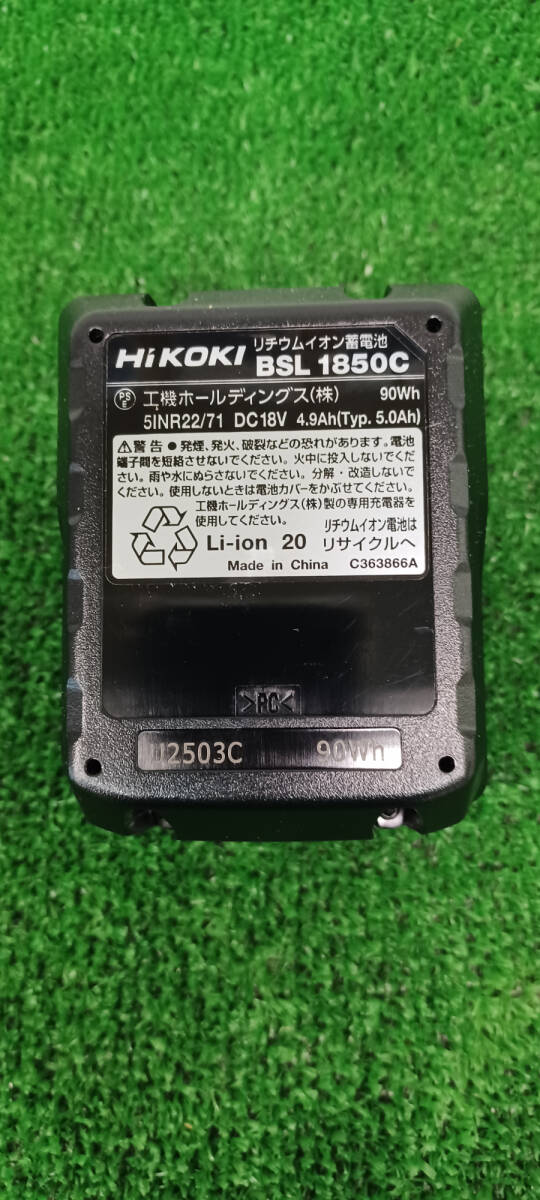 HiKOKI リチウムイオン蓄電池
BSL 1850C
PSE 工機ホールディングス(株) 90Wh
5INR22/71 DC18V 4.9Ah(Typ. 5.0Ah)
⚠警告 ●発煙、発火、破裂などの恐れがあります。電池
端子間を短絡させないでください。火中に投入しないでくだ
さい。雨や水にぬらさないでください。分解・改造しないで
ください。使用しないときは電池カバーをかぶせてください。
工機ホールディングス(株)製の専用充電器を
使用してください。
リチウムイオン電池は
Li-ion 20 リサイクルへ
Made in China C363866A
>PC<
U2503C 90Wh